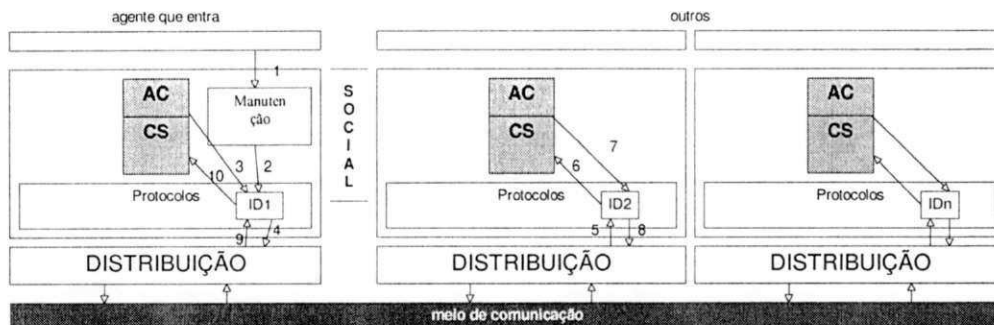 agente que entra
outros
1
AC
CS
Manuten
ção
3
2
10
Protocolos
ID1
9
4
DISTRIBUIÇÃO
SOCIAL
AC
CS
7
6
Protocolos
ID2
5
8
DISTRIBUIÇÃO
AC
CS
Protocolos
IDn
DISTRIBUIÇÃO
meio de comunicação